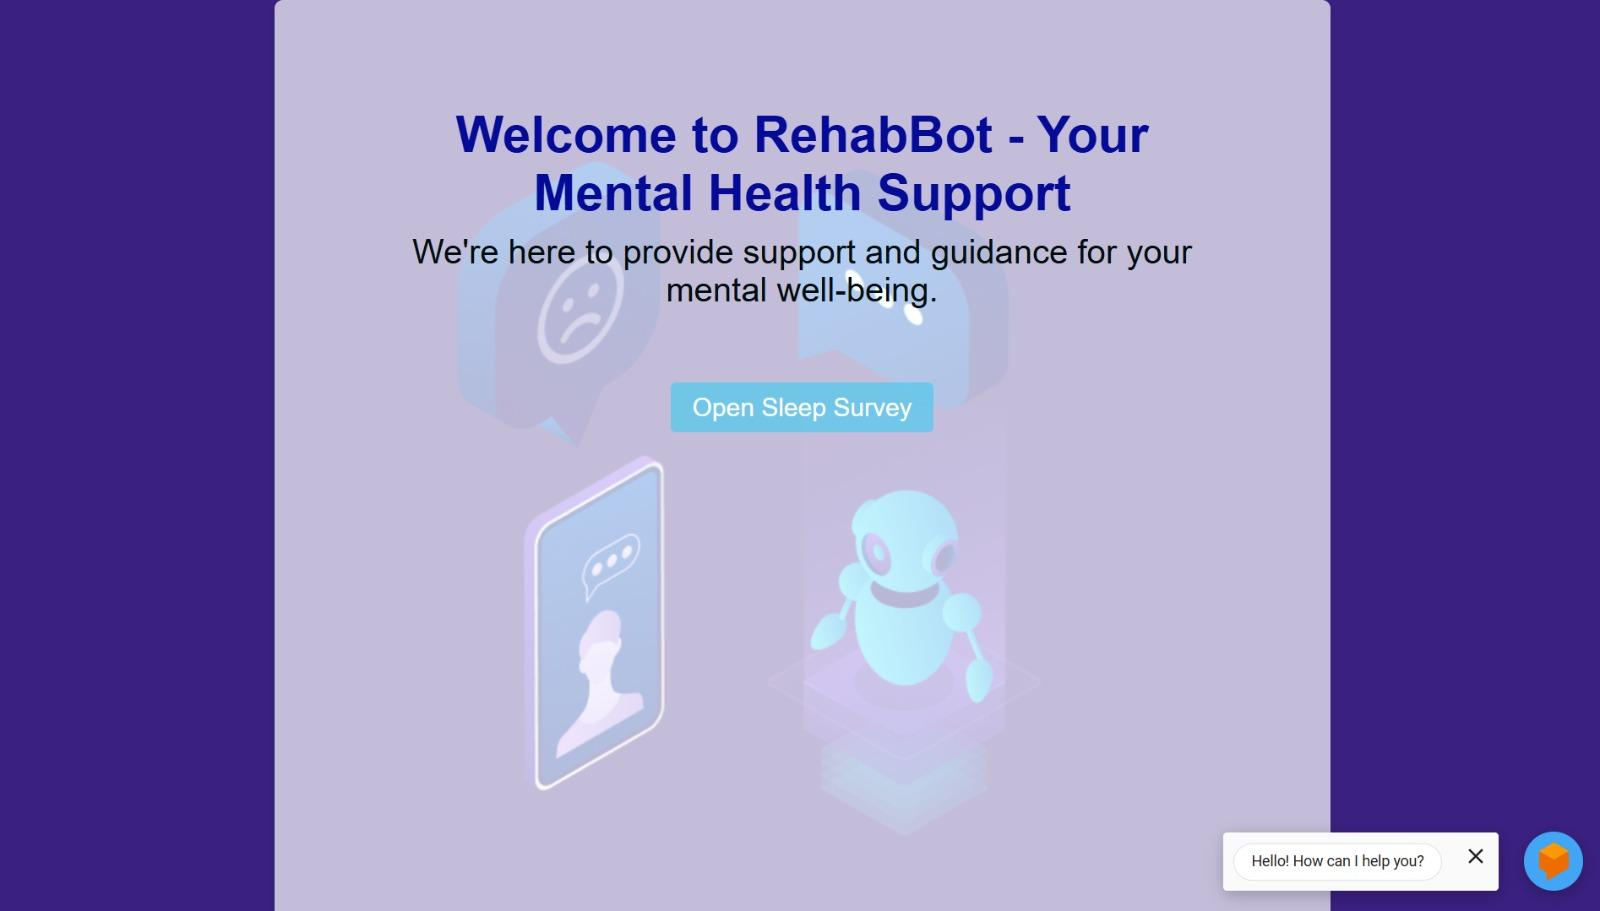 Welcome to RehabBot - Your
Mental Health Support
We're here to provide support and guidance for your
mental well-being.
Open Sleep Survey
Hello! How can I help you?